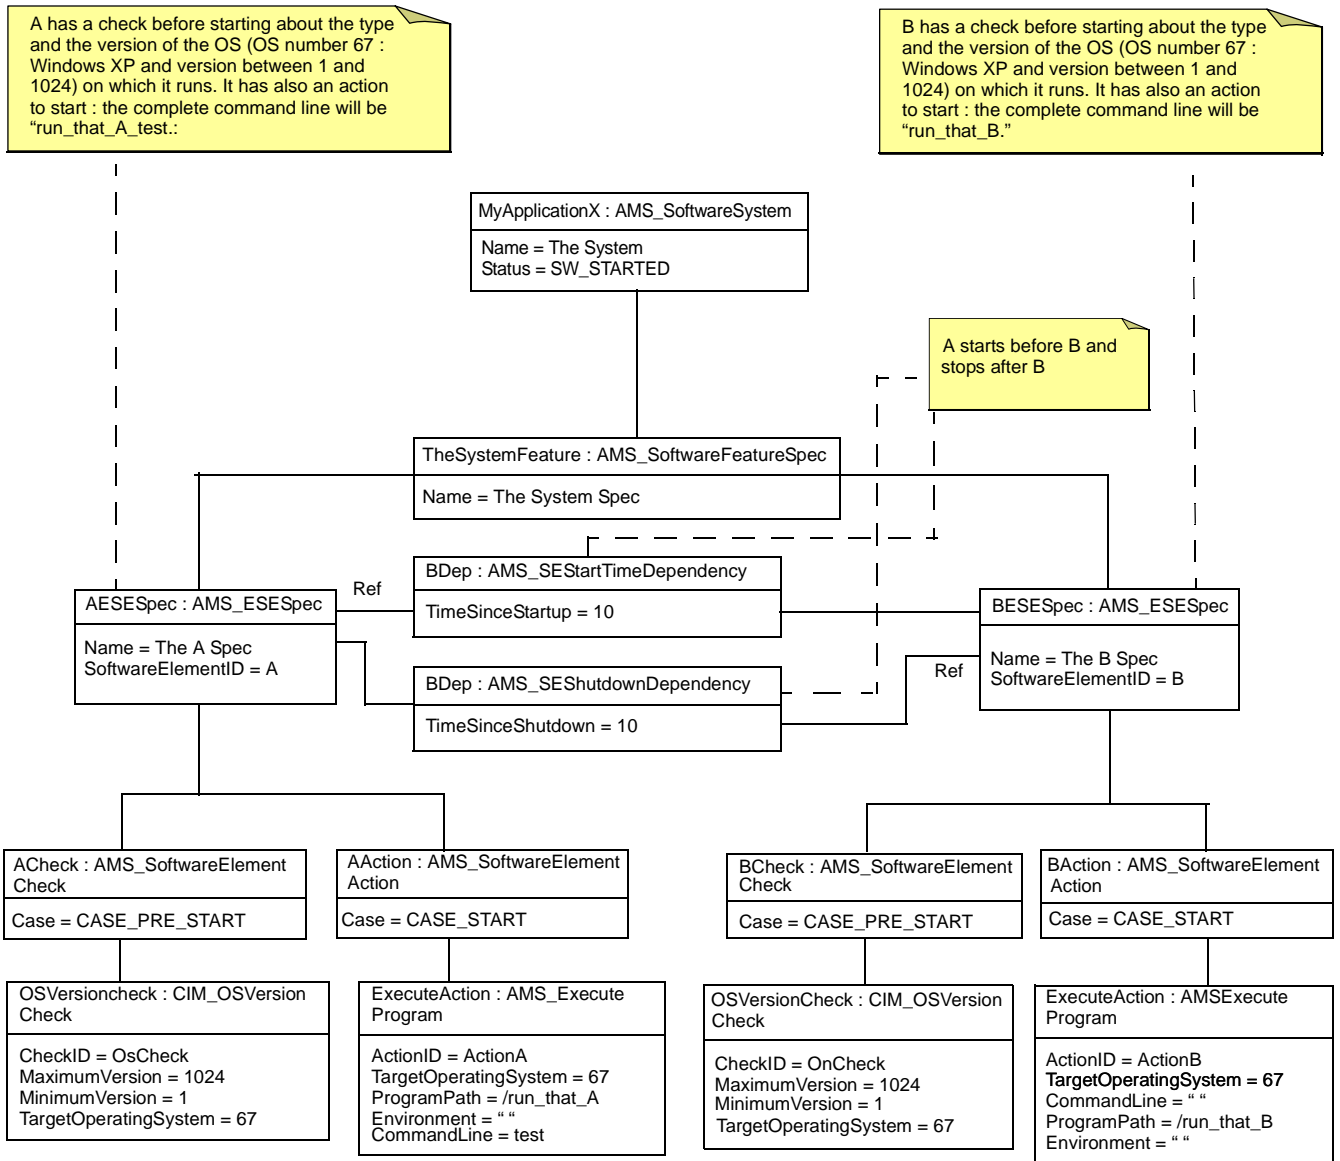 A has a check before starting about the type
and the version of the OS (OS number 67 :
Windows XP and version between 1 and
1024) on which it runs. It has also an action
to start : the complete command line will be
“run_that_A_test.:
B has a check before starting about the type
and the version of the OS (OS number 67 :
Windows XP and version between 1 and
1024) on which it runs. It has also an action
to start : the complete command line will be
“run_that_B.”
MyApplicationX : AMS_SoftwareSystem
Name = The System
Status = SW_STARTED
A starts before B and
stops after B
TheSystemFeature : AMS_SoftwareFeatureSpec
Name = The System Spec
BDep : AMS_SEStartTimeDependency
TimeSinceStartup = 10
Ref
AESESpec : AMS_ESESpec
Name = The A Spec
SoftwareElementID = A
BESESpec : AMS_ESESpec
Name = The B Spec
SoftwareElementID = B
Ref
BDep : AMS_SEShutdownDependency
TimeSinceShutdown = 10
ACheck : AMS_SoftwareElement
Check
Case = CASE_PRE_START
AAction : AMS_SoftwareElement
Action
Case = CASE_START
BCheck : AMS_SoftwareElement
Check
Case = CASE_PRE_START
BAction : AMS_SoftwareElement
Action
Case = CASE_START
OSVersioncheck : CIM_OSVersion
Check
CheckID = OsCheck
MaximumVersion = 1024
MinimumVersion = 1
TargetOperatingSystem = 67
ExecuteAction : AMS_Execute
Program
ActionID = ActionA
TargetOperatingSystem = 67
ProgramPath = /run_that_A
Environment = “ “
CommandLine = test
OSVersionCheck : CIM_OSVersion
Check
CheckID = OnCheck
MaximumVersion = 1024
MinimumVersion = 1
TargetOperatingSystem = 67
ExecuteAction : AMSExecute
Program
ActionID = ActionB
TargetOperatingSystem = 67
CommandLine = “ “
ProgramPath = /run_that_B
Environment = “ “